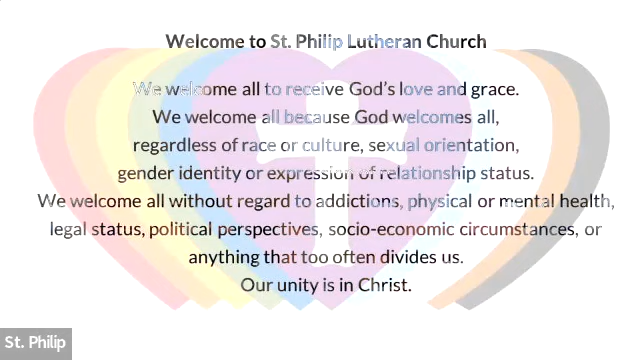 Welcome to St. Philip Lutheran Church
We welcome all to receive God's love and grace.
We welcome all because God welcomes all,
regardless of race or culture, sexual orientation,
gender identity or expression of relationship status.
We welcome all without regard to addictions, physical or mental health,
legal status, political perspectives, socio-economic circumstances, or
anything that too often divides us.
Our unity is in Christ.
St. Philip